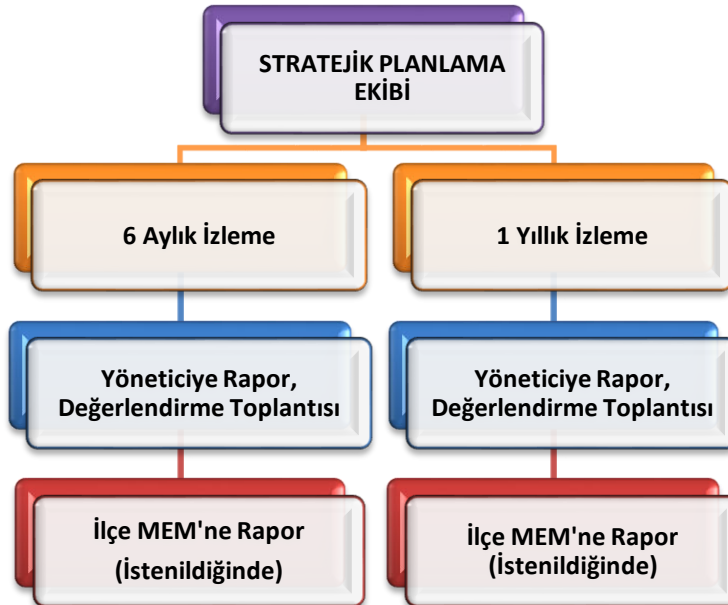 STRATEJİK PLANLAMA
EKİBİ
6 Aylık İzleme
1 Yıllık İzleme
Yöneticiye Rapor,
Değerlendirme Toplantısı
Yöneticiye Rapor,
Değerlendirme Toplantısı
İlçe MEM'ne Rapor
(İstenildiğinde)
İlçe MEM'ne Rapor
(İstenildiğinde)